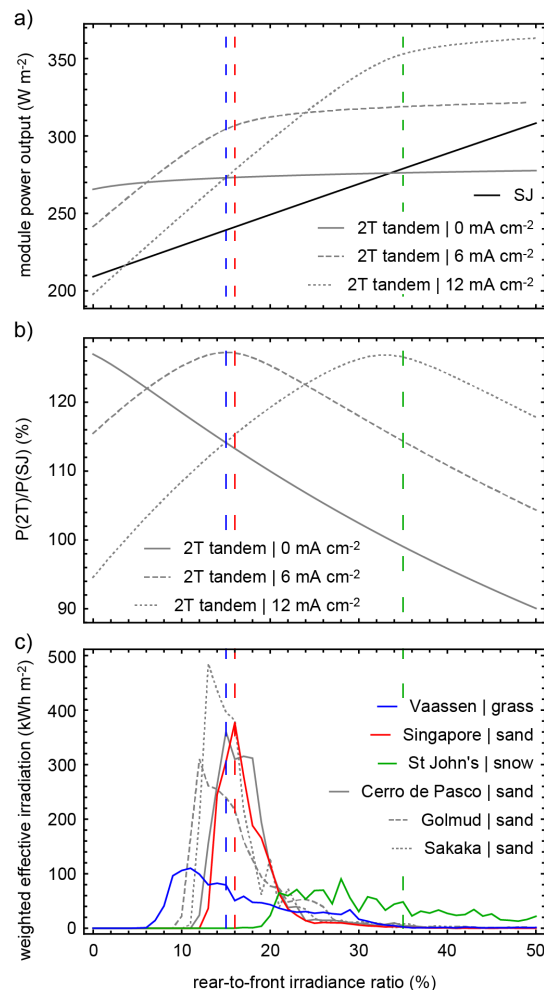 a)
module power output (W m-2)
350
300
250
200
SJ
2T tandem | 0 mA cm-2
2T tandem | 6 mA cm-2
2T tandem | 12 mA cm-2
b)
P(2T)/P(SJ) (%)
120
110
100
90
2T tandem | 0 mA cm-2
2T tandem | 6 mA cm-2
2T tandem | 12 mA cm-2
c)
weighted effective irradiation (kWh m-2)
500
400
300
200
100
0
Vaassen | grass
Singapore | sand
St John's | snow
Cerro de Pasco | sand
Golmud | sand
Sakaka | sand
0 10 20 30 40 50
rear-to-front irradiance ratio (%)